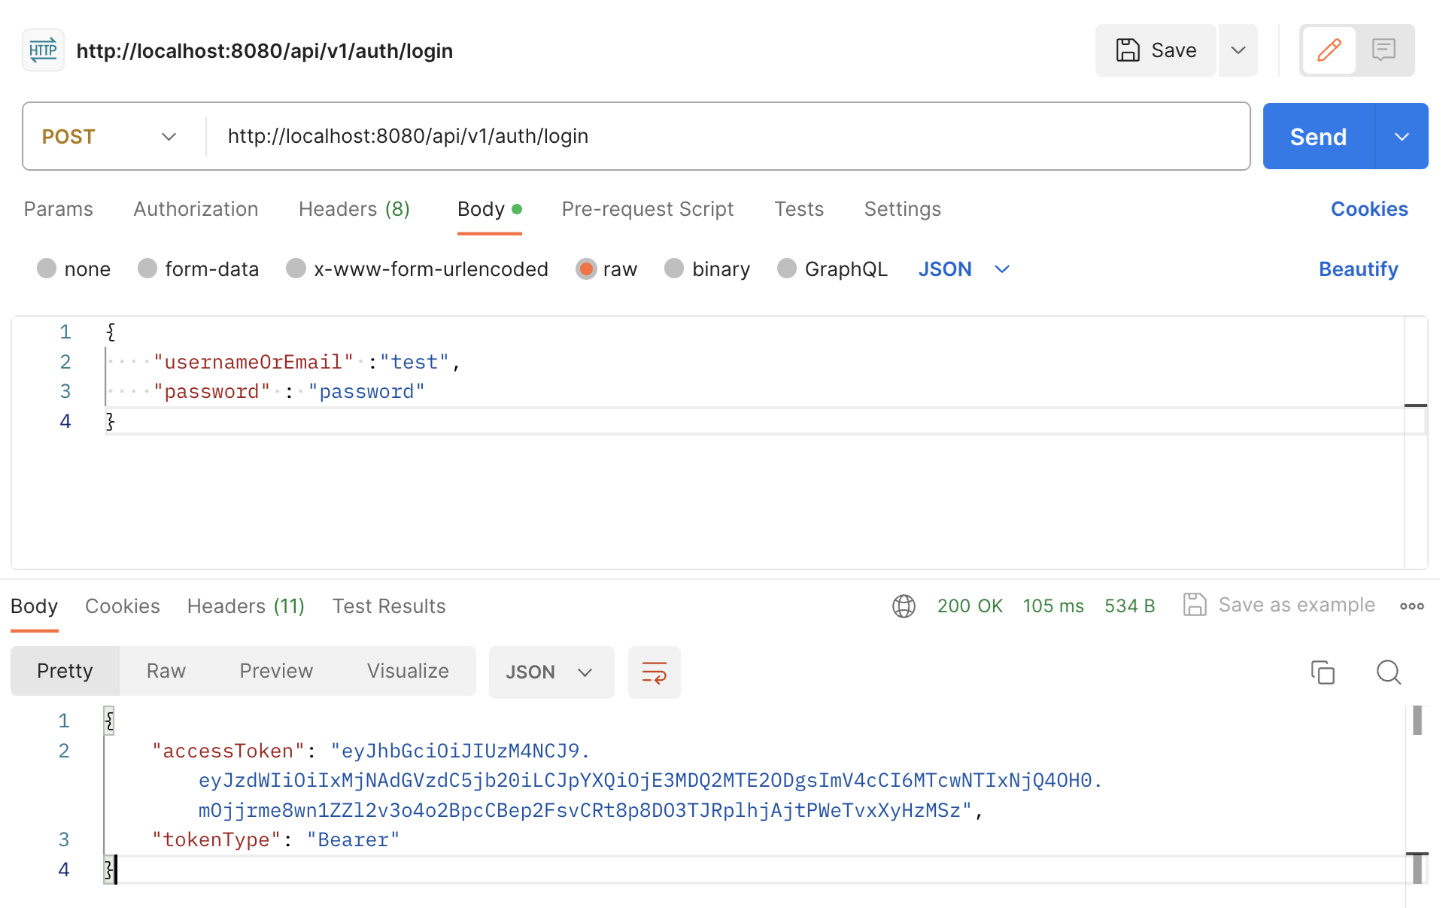 HTTP http://localhost:8080/api/v1/auth/login Save
POST http://localhost:8080/api/v1/auth/login Send
Params Authorization Headers (8) Body Pre-request Script Tests Settings Cookies
none form-data x-www-form-urlencoded raw binary GraphQL JSON Beautify
1 {
2 "usernameOrEmail" :"test",
3 "password" : "password"
4 }
Body Cookies Headers (11) Test Results 200 OK 105 ms 534 B Save as example
Pretty Raw Preview Visualize JSON
1 {
2 "accessToken": "eyJhbGciOiJIUzM4NCJ9.
eyJzdWIiOiIxMjNAdGVzdC5jb20iLCJpYXQiOjE3MDQ2MTE2ODgsImV4cCI6MTcwNTIxNjQ4OH0.
mOjjrme8wn1ZZl2v3o4o2BpcCBep2FsvCRt8p8DO3TJRplhjAjtPWeTvxXyHzMSz",
3 "tokenType": "Bearer"
4 }